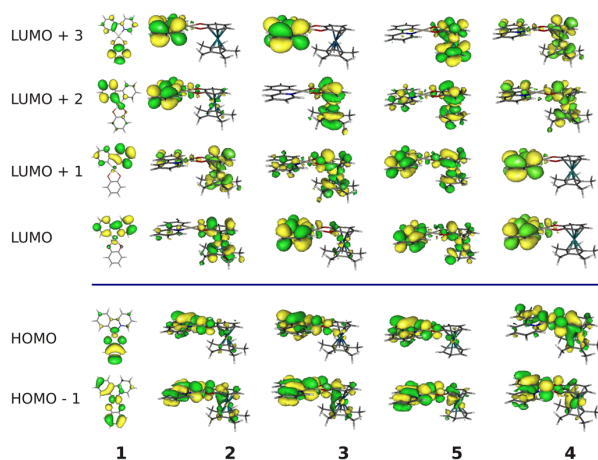 LUMO + 3
LUMO + 2
LUMO + 1
LUMO
HOMO
HOMO - 1
1 2 3 5 4